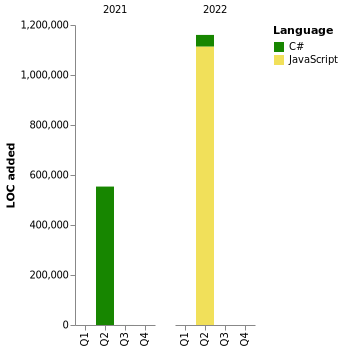 2021 2022
Language
C#
JavaScript
LOC added
1,200,000
1,000,000
800,000
600,000
400,000
200,000
0
Q1 Q2 Q3 Q4 Q1 Q2 Q3 Q4